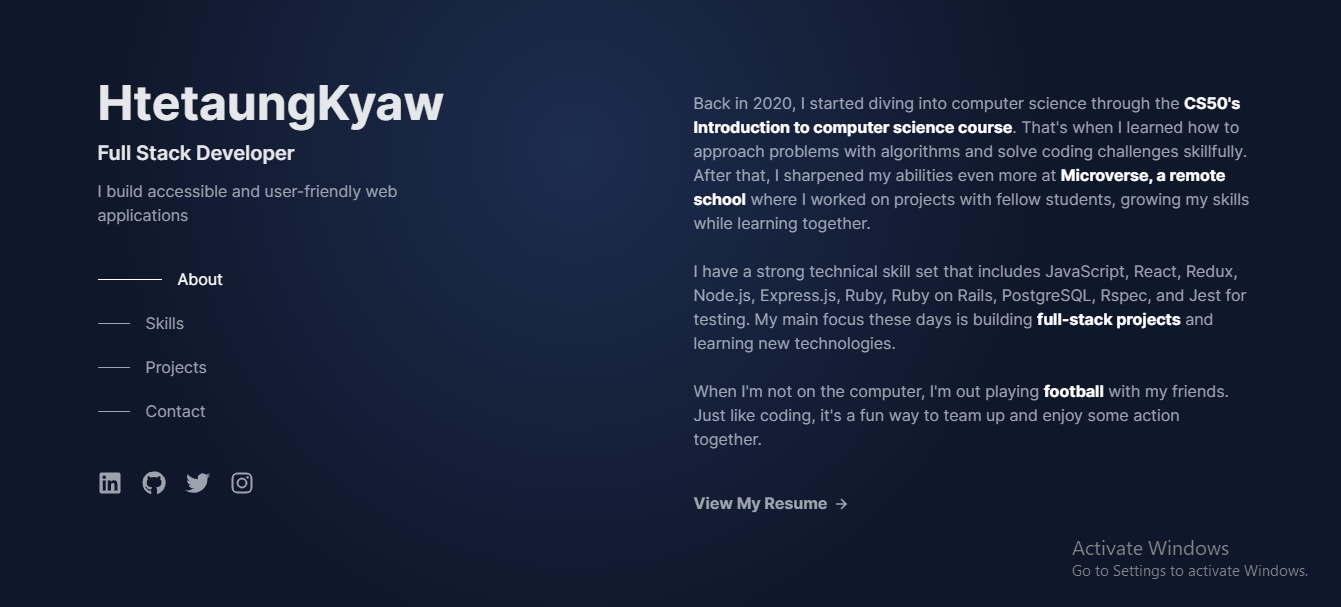 HtetaungKyaw
Full Stack Developer
I build accessible and user-friendly web
applications
About
Skills
Projects
Contact
Back in 2020, I started diving into computer science through the CS50's
Introduction to computer science course. That's when I learned how to
approach problems with algorithms and solve coding challenges skillfully.
After that, I sharpened my abilities even more at Microverse, a remote
school where I worked on projects with fellow students, growing my skills
while learning together.
I have a strong technical skill set that includes JavaScript, React, Redux,
Node.js, Express.js, Ruby, Ruby on Rails, PostgreSQL, Rspec, and Jest for
testing. My main focus these days is building full-stack projects and
learning new technologies.
When I'm not on the computer, I'm out playing football with my friends.
Just like coding, it's a fun way to team up and enjoy some action
together.
View My Resume →
Activate Windows
Go to Settings to activate Windows.